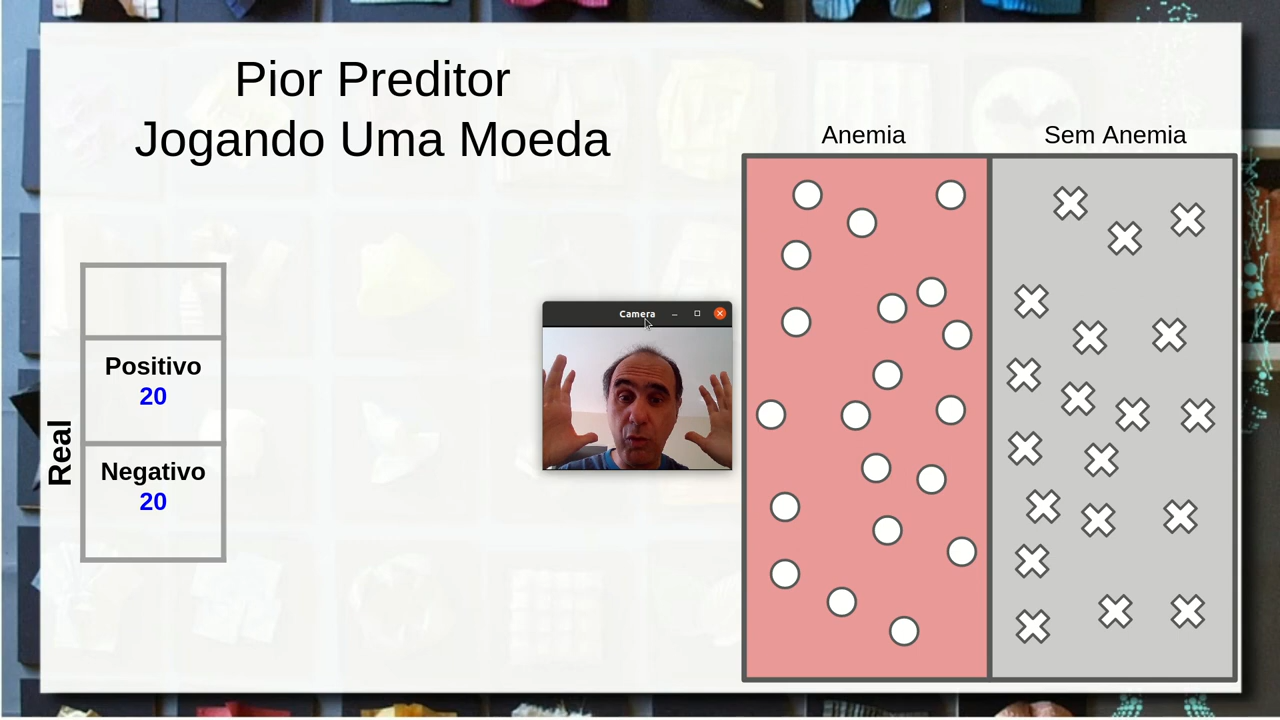 Pior Preditor
Jogando Uma Moeda
Anemia
Sem Anemia
Real
Positivo
20
Negativo
20
Camera